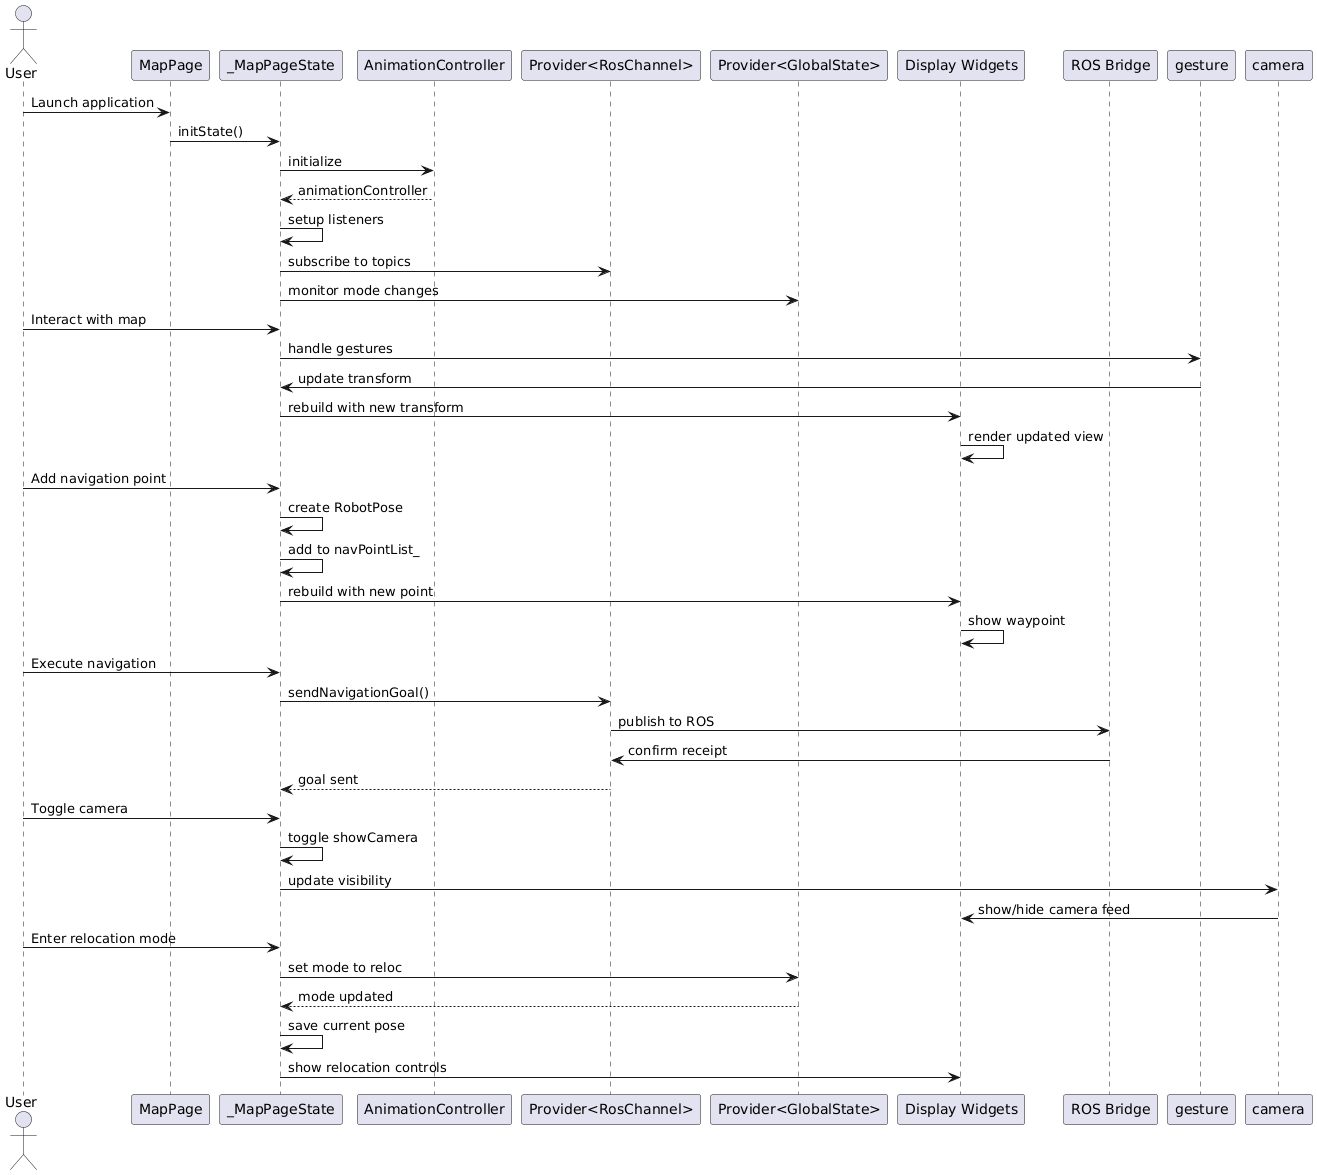 User
MapPage
_MapPageState
AnimationController
Provider<RosChannel>
Provider<GlobalState>
Display Widgets
ROS Bridge
gesture
camera
Launch application
initState()
initialize
animationController
setup listeners
subscribe to topics
monitor mode changes
Interact with map
handle gestures
update transform
rebuild with new transform
render updated view
Add navigation point
create RobotPose
add to navPointList_
rebuild with new point
show waypoint
Execute navigation
sendNavigationGoal()
publish to ROS
confirm receipt
goal sent
Toggle camera
toggle showCamera
update visibility
show/hide camera feed
Enter relocation mode
set mode to reloc
mode updated
save current pose
show relocation controls
User
MapPage
_MapPageState
AnimationController
Provider<RosChannel>
Provider<GlobalState>
Display Widgets
ROS Bridge
gesture
camera